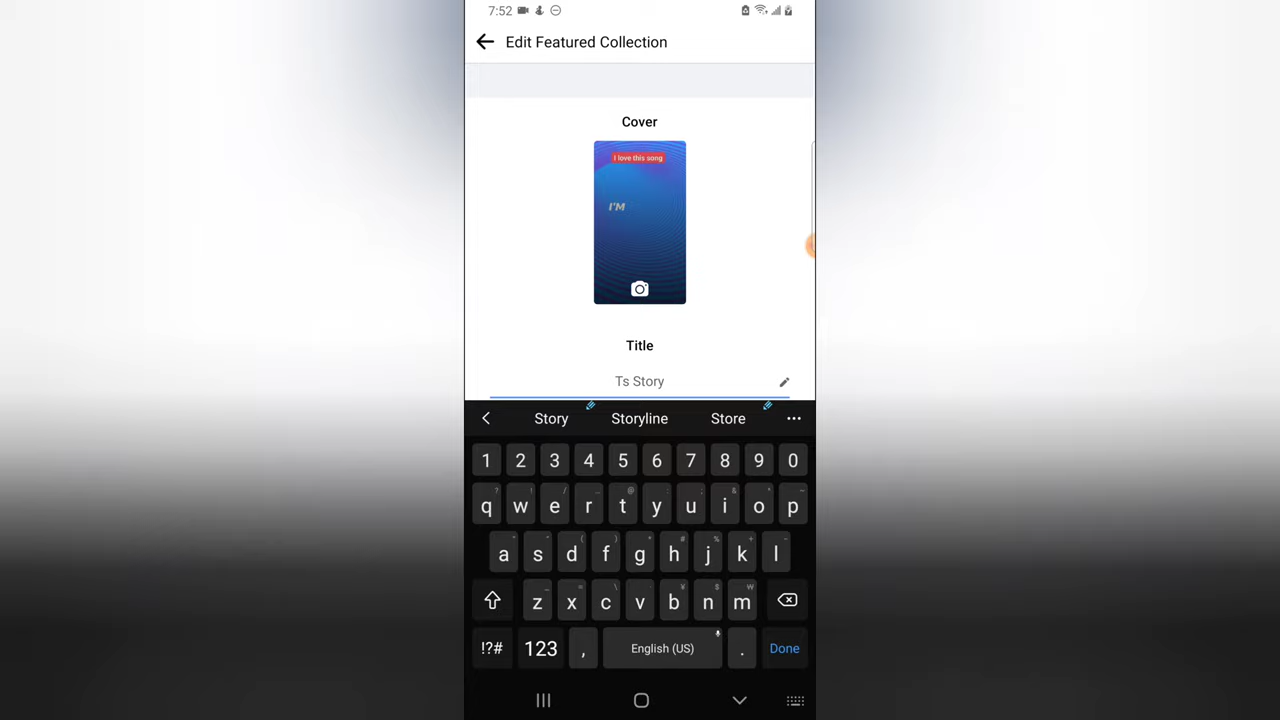 7:52
Edit Featured Collection
Cover
I love this song
I'M
Title
Ts Story
Story Storyline Store
1 2 3 4 5 6 7 8 9 0
q w e r t y u i o p
a s d f g h j k l
z x c v b n m
!?# 123 , English (US) . Done